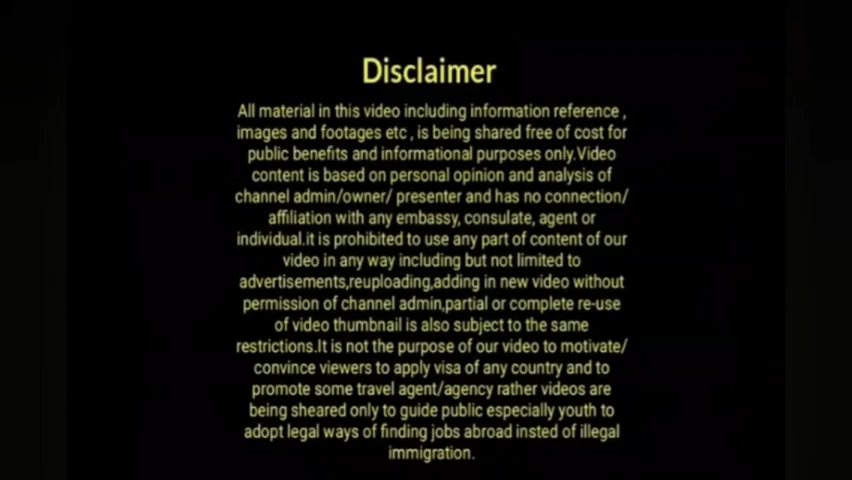 Disclaimer
All material in this video including information reference ,
images and footages etc , is being shared free of cost for
public benefits and informational purposes only.Video
content is based on personal opinion and analysis of
channel admin/owner/ presenter and has no connection/
affiliation with any embassy, consulate, agent or
individual.it is prohibited to use any part of content of our
video in any way including but not limited to
advertisements,reuploading,adding in new video without
permission of channel admin,partial or complete re-use
of video thumbnail is also subject to the same
restrictions.It is not the purpose of our video to motivate/
convince viewers to apply visa of any country and to
promote some travel agent/agency rather videos are
being sheared only to guide public especially youth to
adopt legal ways of finding jobs abroad insted of illegal
immigration.